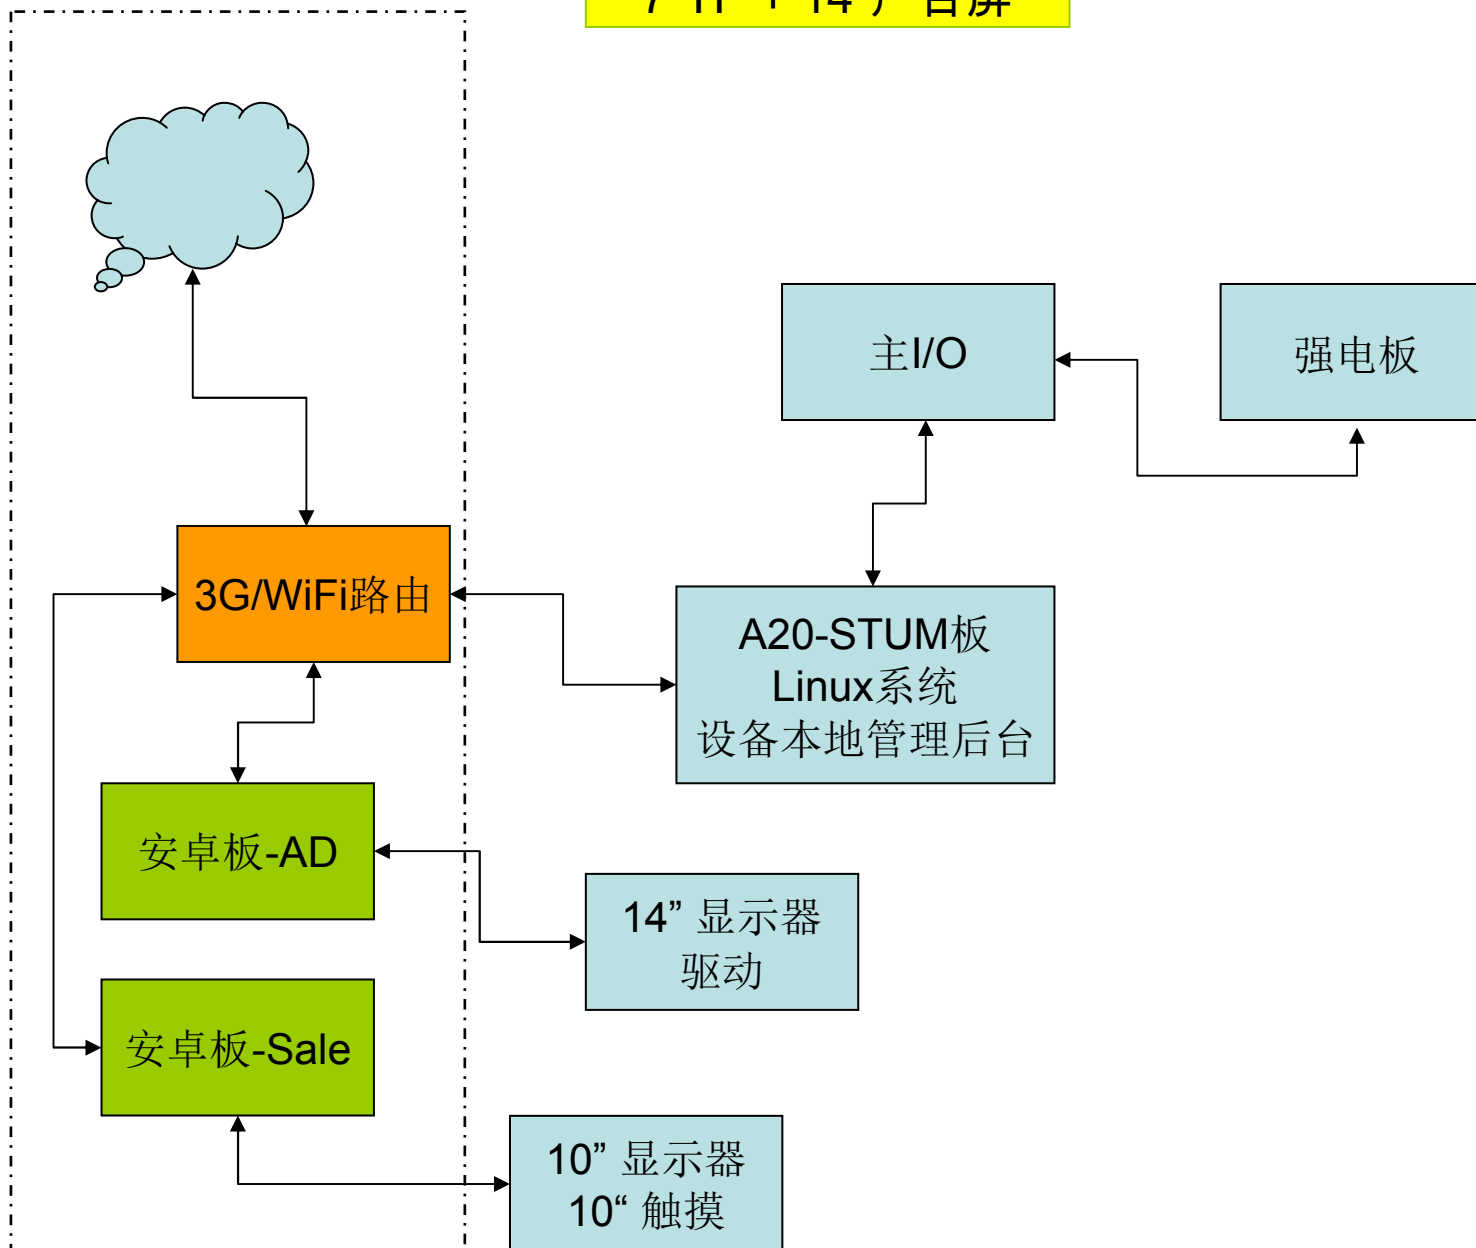 主I/O
强电板
3G/WiFi路由
A20-STUM板
Linux系统
设备本地管理后台
安卓板-AD
14” 显示器
驱动
安卓板-Sale
10” 显示器
10“ 触摸